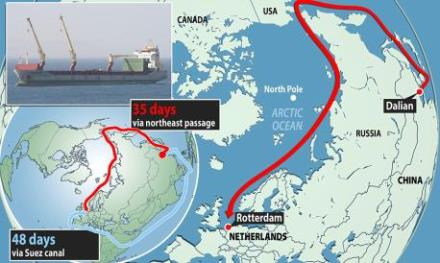 CANADA
USA
North Pole
ARCTIC
OCEAN
Dalian
RUSSIA
CHINA
35 days
via northeast passage
Rotterdam
NETHERLANDS
48 days
via Suez canal